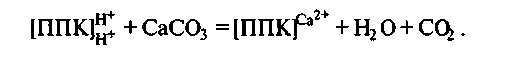 [ППК]H⁺H⁺ + CaCO₃ = [ППК]Ca²⁺ + H₂O + CO₂ .